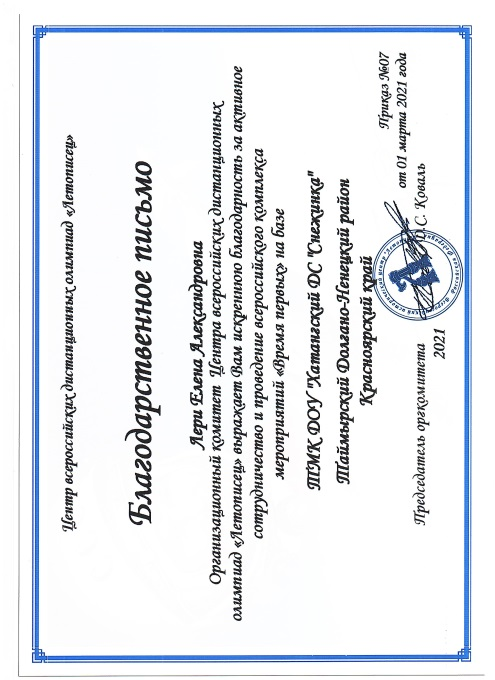 Центр всероссийских дистанционных олимпиад «Летописец»
Благодарственное письмо
Лери Елена Александровна
Организационный комитет Центра всероссийских дистанционных
олимпиад «Летописец» выражает Вам искреннюю благодарность за активное
сотрудничество и проведение всероссийского комплекса
мероприятий «Время первых» на базе
ТМК ДОУ "Хатангский ДС "Снежинка"
Таймырский Долгано-Ненецкий район
Красноярский край
Приказ №07
от 01 марта 2021 года
Председатель оргкомитета С. Коваль
2021